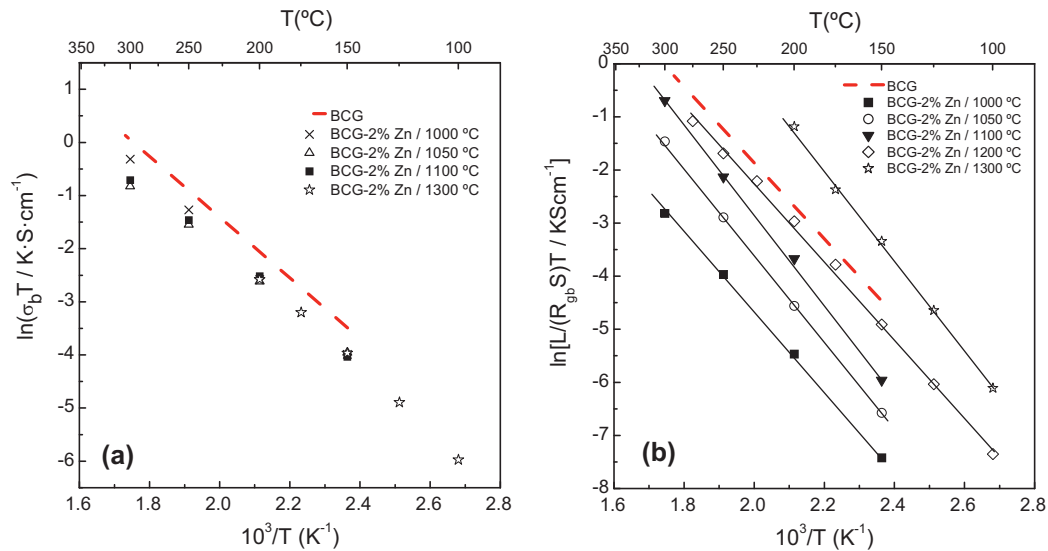 T(ºC)
350 300 250 200 150 100
ln(σbT / K·S·cm⁻¹)
1
0
-1
-2
-3
-4
-5
-6
BCG
BCG-2% Zn / 1000 ºC
BCG-2% Zn / 1050 ºC
BCG-2% Zn / 1100 ºC
BCG-2% Zn / 1300 ºC
(a)
1.6 1.8 2.0 2.2 2.4 2.6 2.8
10³/T (K⁻¹)
T(ºC)
350 300 250 200 150 100
ln[L/(RgbS)T / KScm⁻¹]
0
-1
-2
-3
-4
-5
-6
-7
-8
BCG
BCG-2% Zn / 1000 ºC
BCG-2% Zn / 1050 ºC
BCG-2% Zn / 1100 ºC
BCG-2% Zn / 1200 ºC
BCG-2% Zn / 1300 ºC
(b)
1.6 1.8 2.0 2.2 2.4 2.6 2.8
10³/T (K⁻¹)